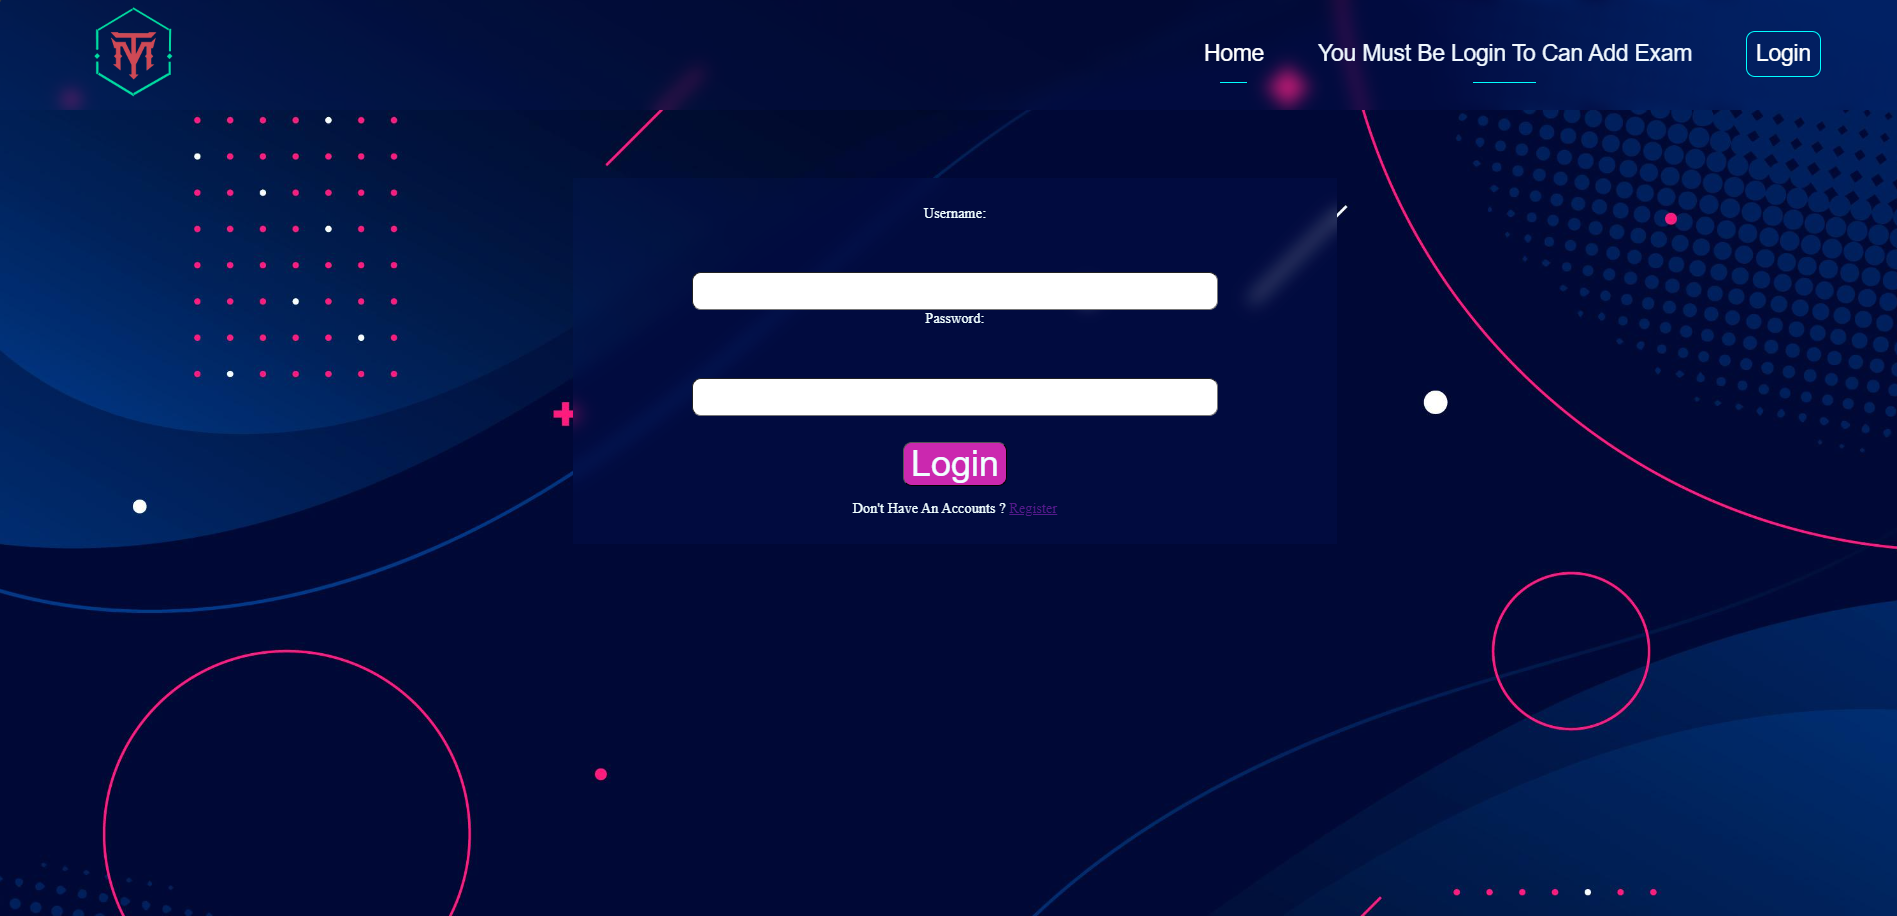 Home
You Must Be Login To Can Add Exam
Login
Username:
Password:
Login
Don't Have An Accounts ? Register